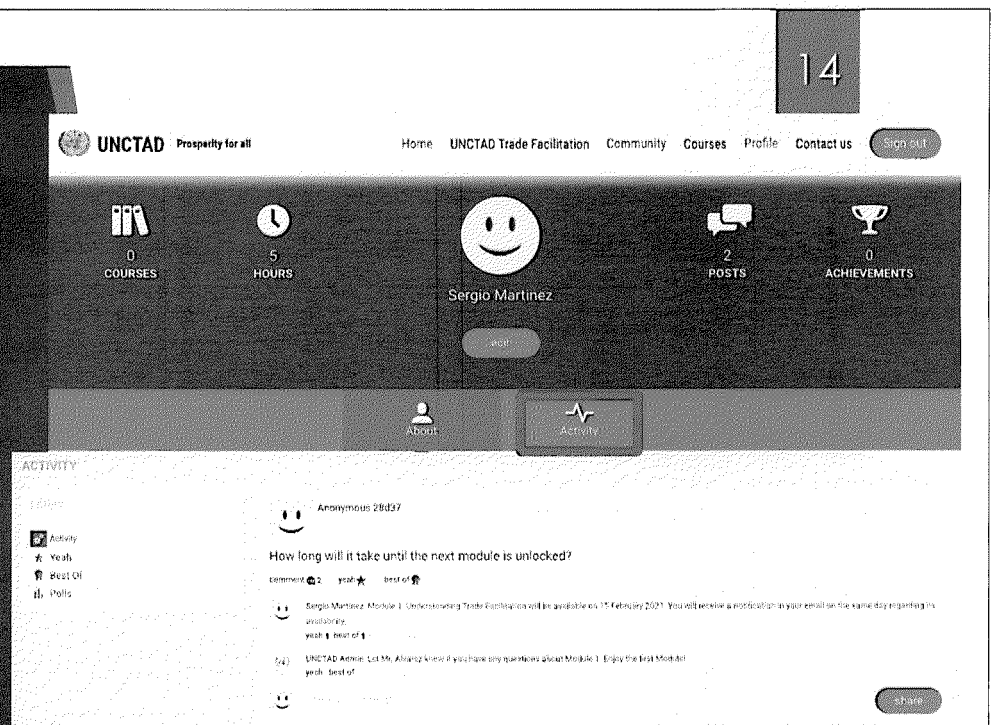 14
UNCTAD Prosperity for all Home UNCTAD Trade Facilitation Community Courses Profile Contact us Sign out
0
COURSES
5
HOURS
Sergio Martinez
edit
2
POSTS
0
ACHIEVEMENTS
About
Activity
ACTIVITY
Activity
Yeah
Best Of
Polls
Anonymous 28d37
How long will it take until the next module is unlocked?
comment 2 yeah best of
Sergio Martinez Module 1: Understanding Trade Facilitation will be available on 15 February 2021. You will receive a notification in your email on the same day regarding its
availability.
yeah best of
UNCTAD Admin Let Mr. Alvarez know if you have any questions about Module 1. Enjoy the first Module!
yeah best of
share